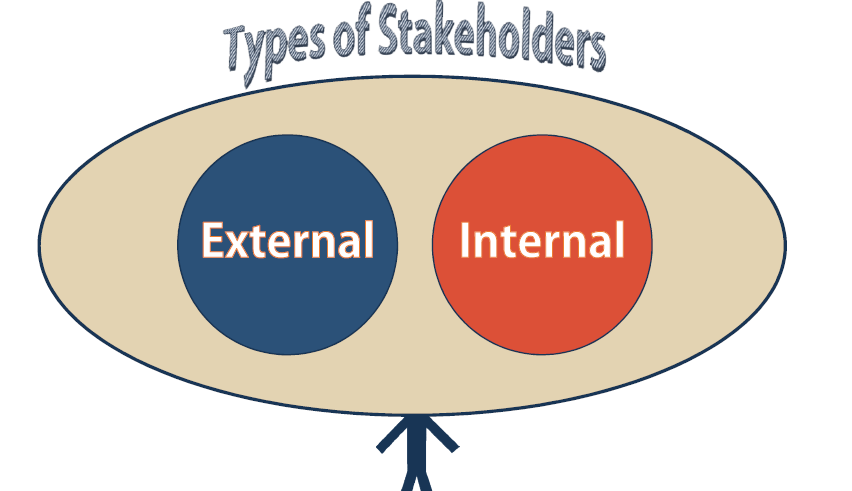 Types of Stakeholders
External
Internal